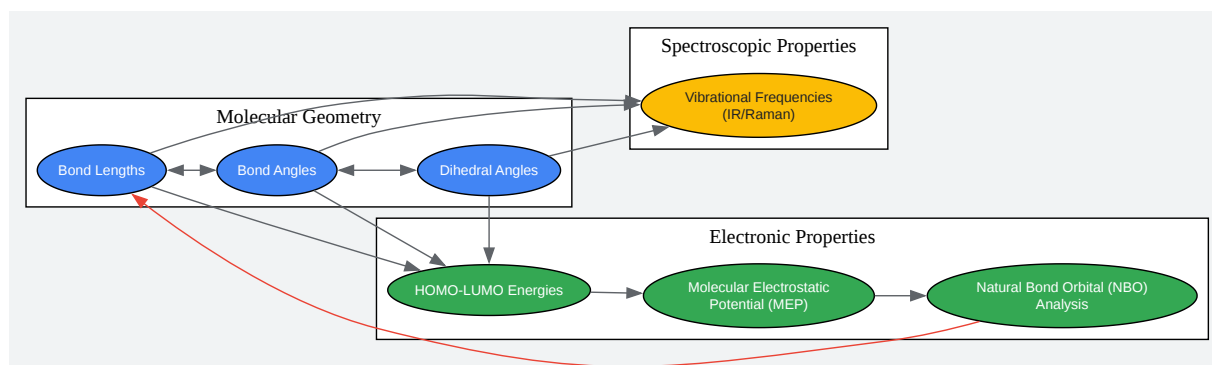 Spectroscopic Properties
Vibrational Frequencies
(IR/Raman)
Molecular Geometry
Bond Lengths
Bond Angles
Dihedral Angles
Electronic Properties
HOMO-LUMO Energies
Molecular Electrostatic
Potential (MEP)
Natural Bond Orbital (NBO)
Analysis